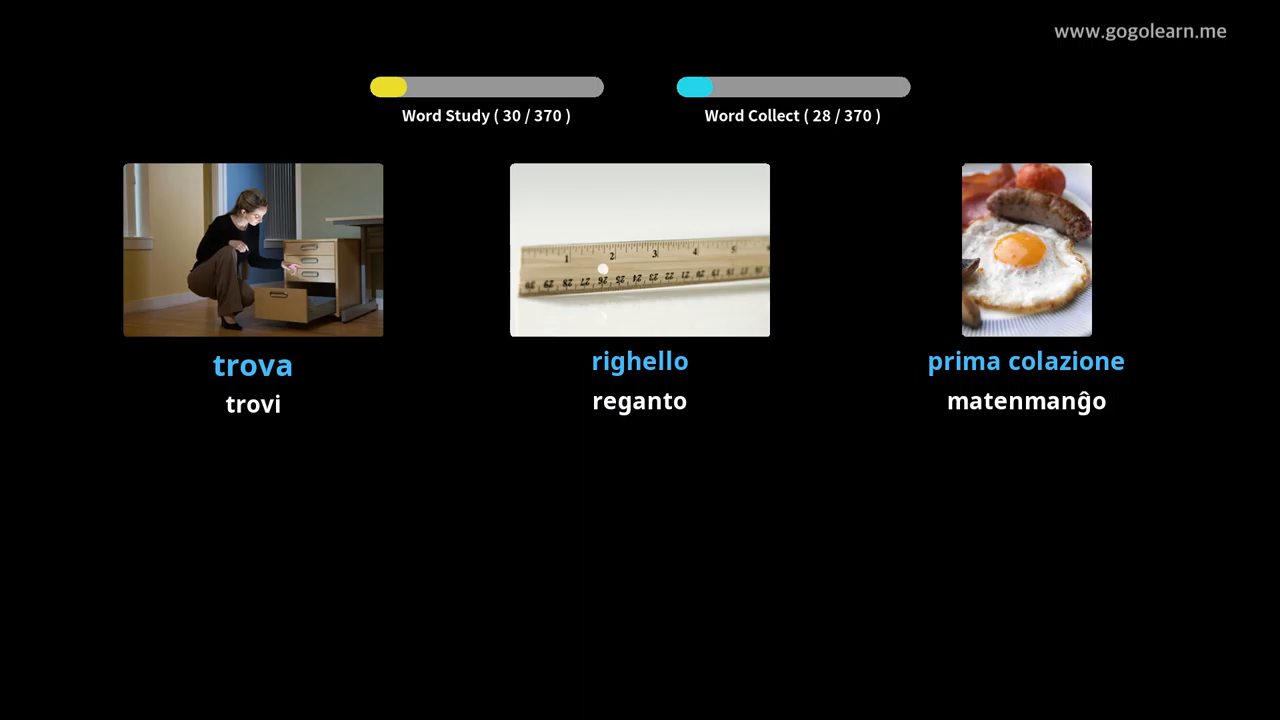 www.gogolearn.me
Word Study ( 30 / 370 )
Word Collect ( 28 / 370 )
trova
trovi
righello
reganto
prima colazione
matenmanĝo